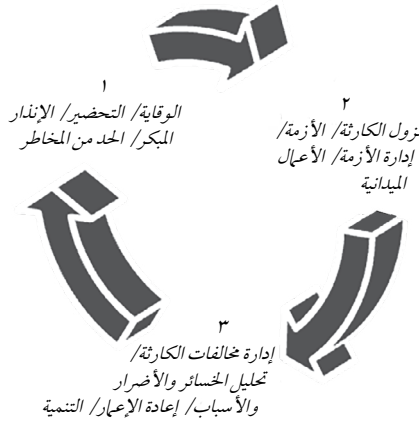 ١
الوقاية/ التحضير/ الإنذار
المبكر/ الحد من المخاطر
٢
نزول الكارثة/ الأزمة/
إدارة الأزمة/ الأعمال
الميدانية
٣
إدارة مخالفات الكارثة/
تحليل الخسائر والأضرار
والأسباب/ إعادة الإعمار/ التنمية